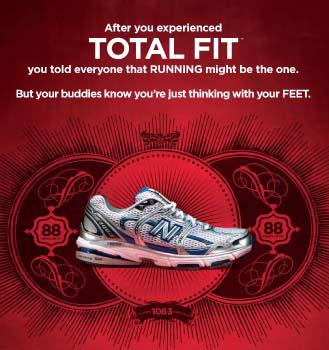 After you experienced
TOTAL FIT™
you told everyone that RUNNING might be the one.
But your buddies know you're just thinking with your FEET.
88
88
N
1063